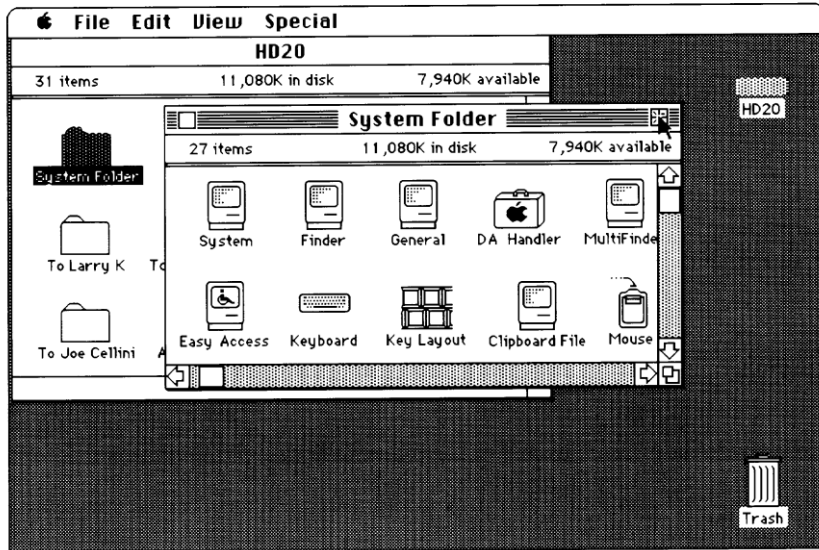 File Edit View Special
HD20
31 items 11,080K in disk 7,940K available
HD20
System Folder
27 items 11,080K in disk 7,940K available
System Folder
System Finder General DA Handler MultiFinde
To Larry K
Easy Access Keyboard Key Layout Clipboard File Mouse
To Joe Cellini
Trash